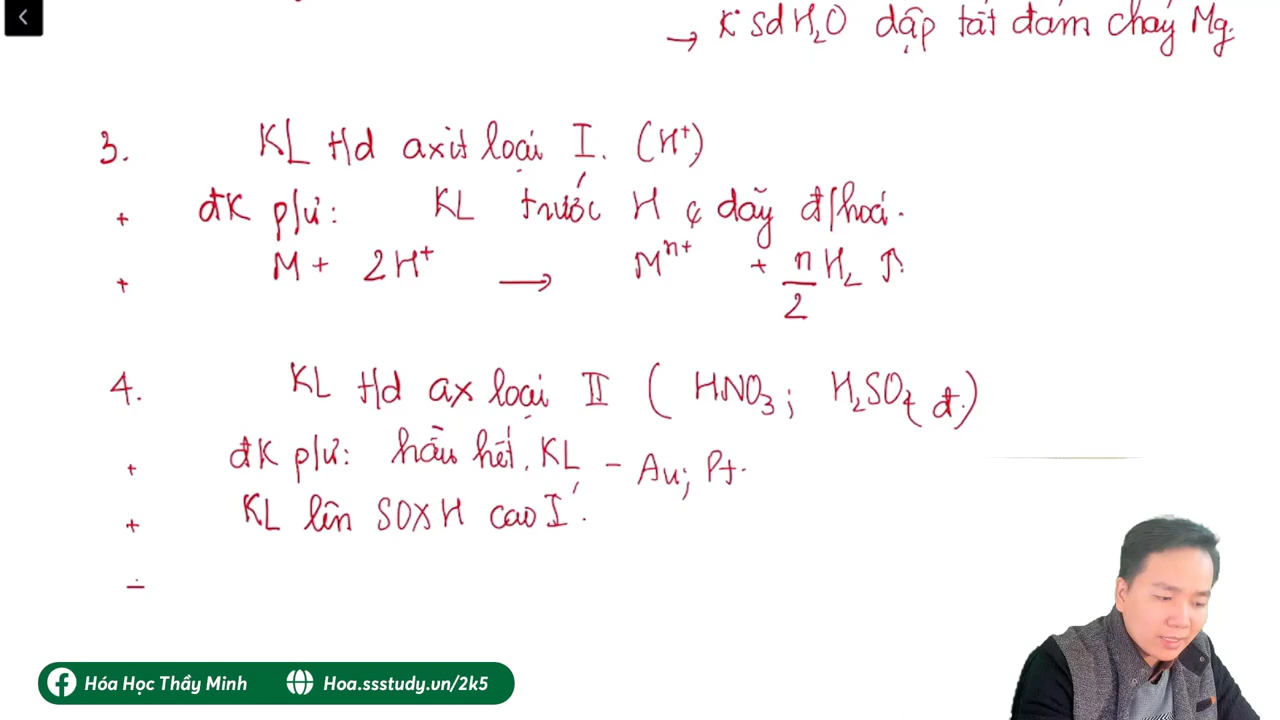 → K sd H₂O dập tắt đám cháy Mg.
3. KL t/d axit loại I. (H⁺)
+ đK p/ư: KL trước H ȼ dãy đ/hoá.
+ M + 2H⁺ → Mⁿ⁺ + n/2 H₂ ↑
4. KL t/d ax loại II (HNO₃; H₂SO₄ đ.)
+ đK p/ư: hầu hết KL – Au; Pt.
+ KL lên SOXH cao I'.
Hóa Học Thầy Minh
Hoa.ssstudy.vn/2k5